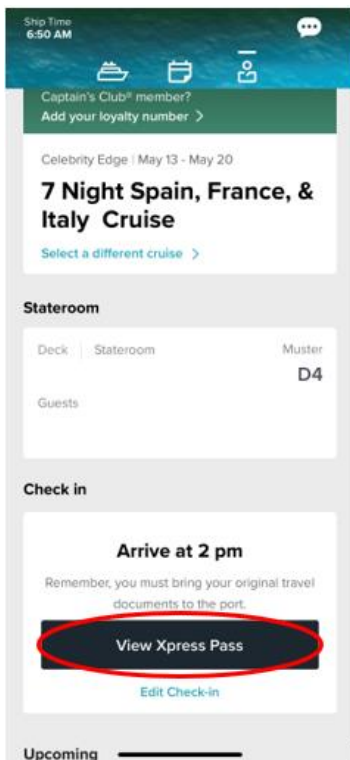 Ship Time
6:50 AM
Captain's Club® member?
Add your loyalty number >
Celebrity Edge | May 13 - May 20
7 Night Spain, France, &
Italy Cruise
Select a different cruise >
Stateroom
Deck | Stateroom Muster
D4
Guests
Check in
Arrive at 2 pm
Remember, you must bring your original travel
documents to the port.
View Xpress Pass
Edit Check-in
Upcoming